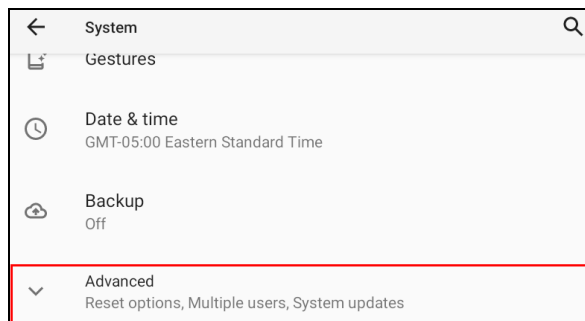 System
Gestures
Date & time
GMT-05:00 Eastern Standard Time
Backup
Off
Advanced
Reset options, Multiple users, System updates